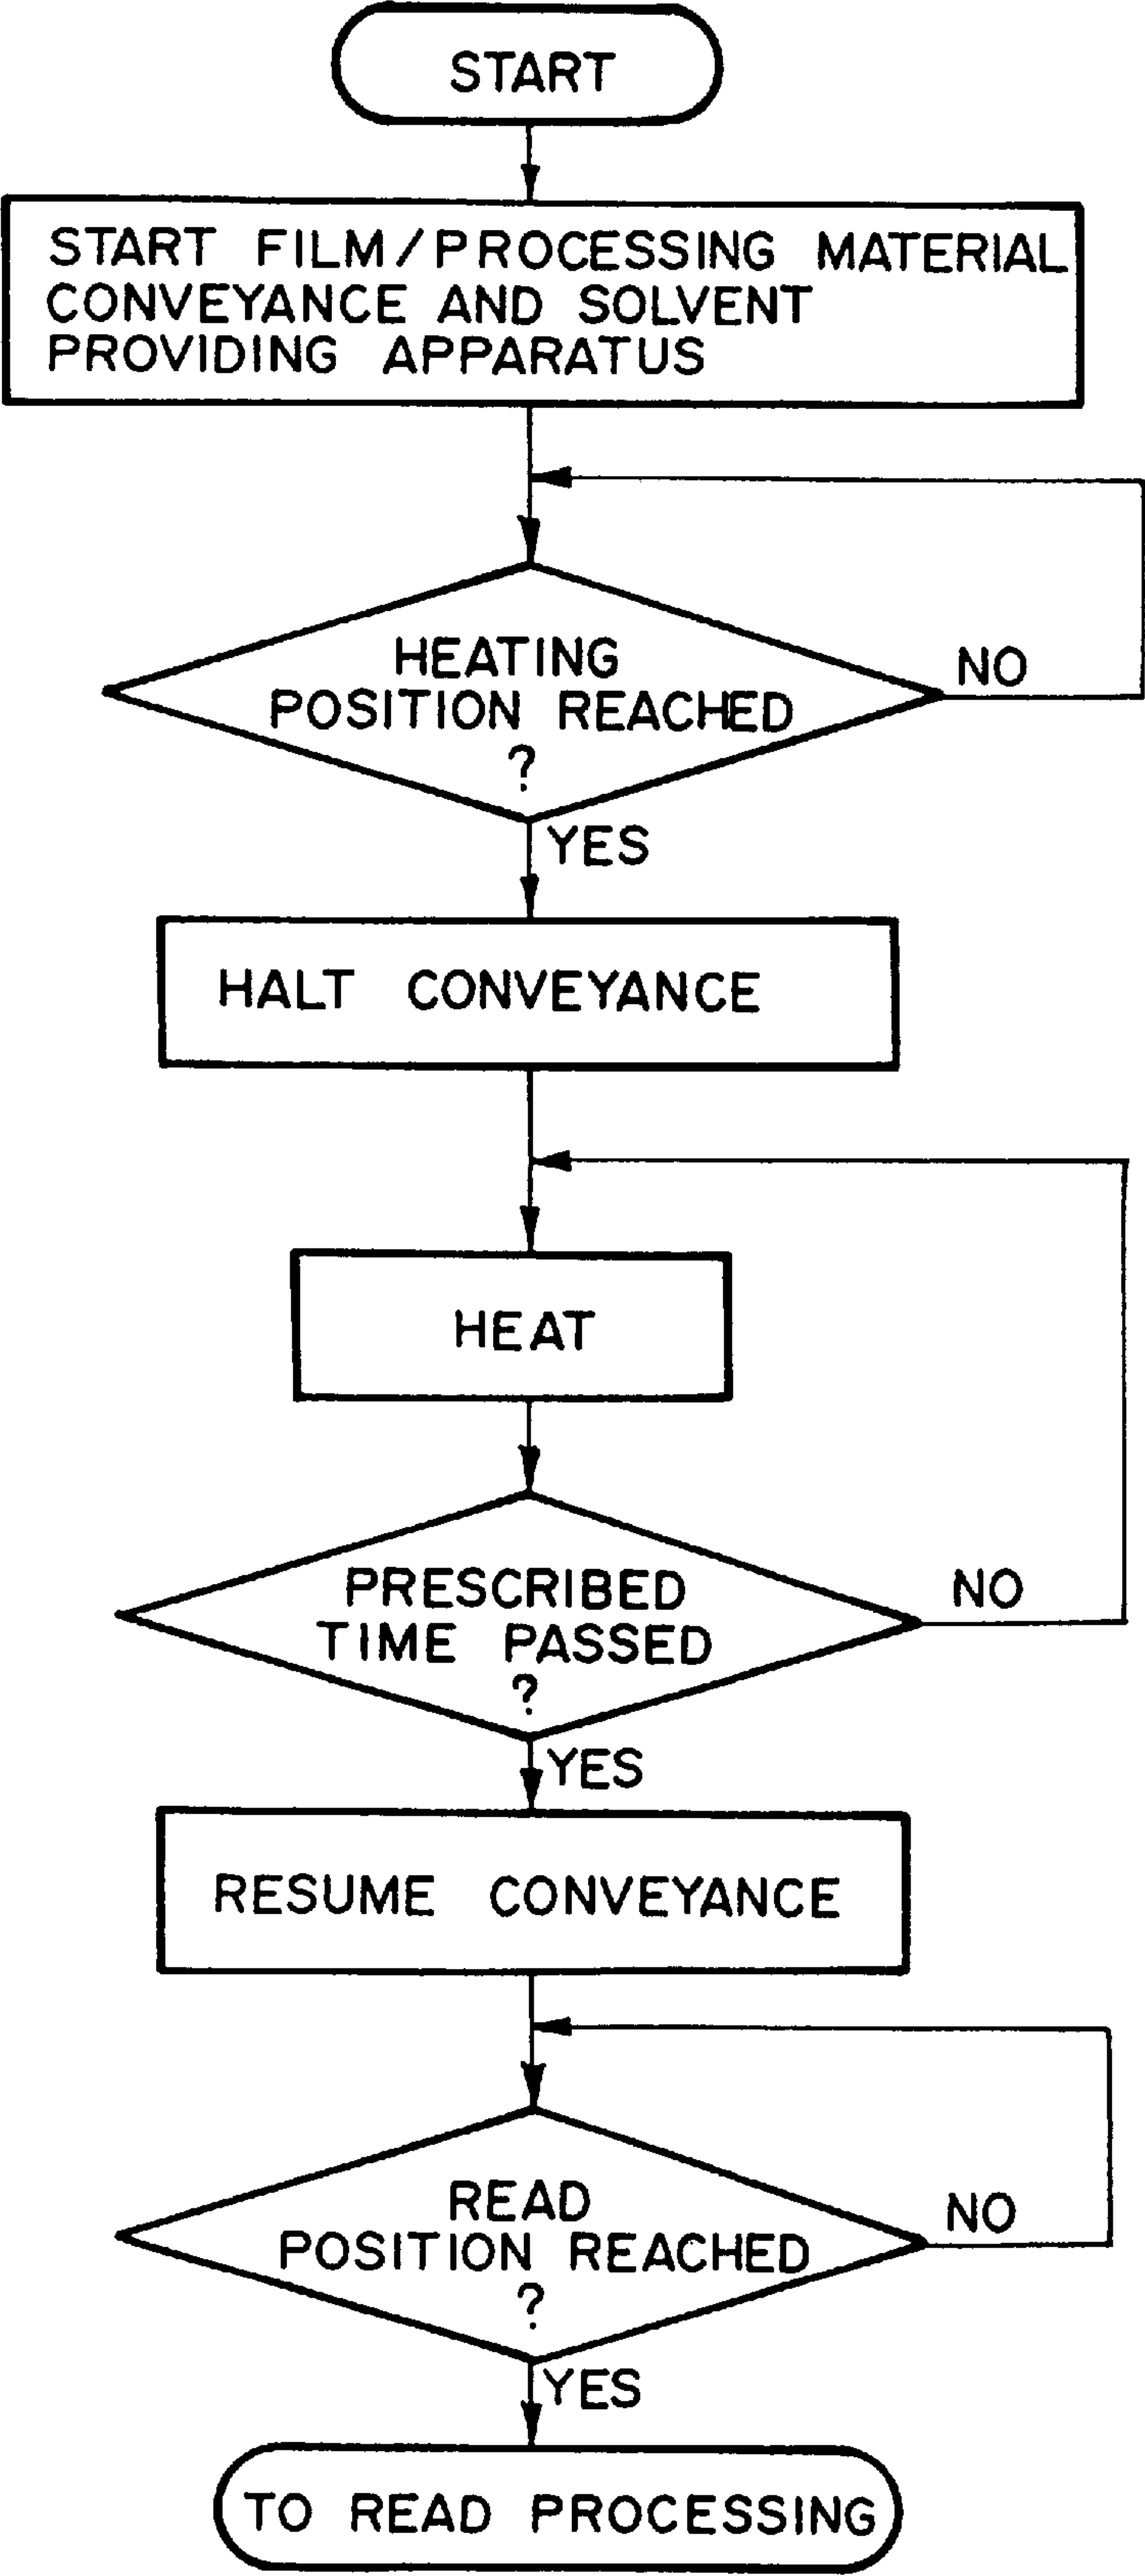 START
START FILM/PROCESSING MATERIAL
CONVEYANCE AND SOLVENT
PROVIDING APPARATUS
HEATING
POSITION REACHED
?
NO
YES
HALT CONVEYANCE
HEAT
PRESCRIBED
TIME PASSED
?
NO
YES
RESUME CONVEYANCE
READ
POSITION REACHED
?
NO
YES
TO READ PROCESSING